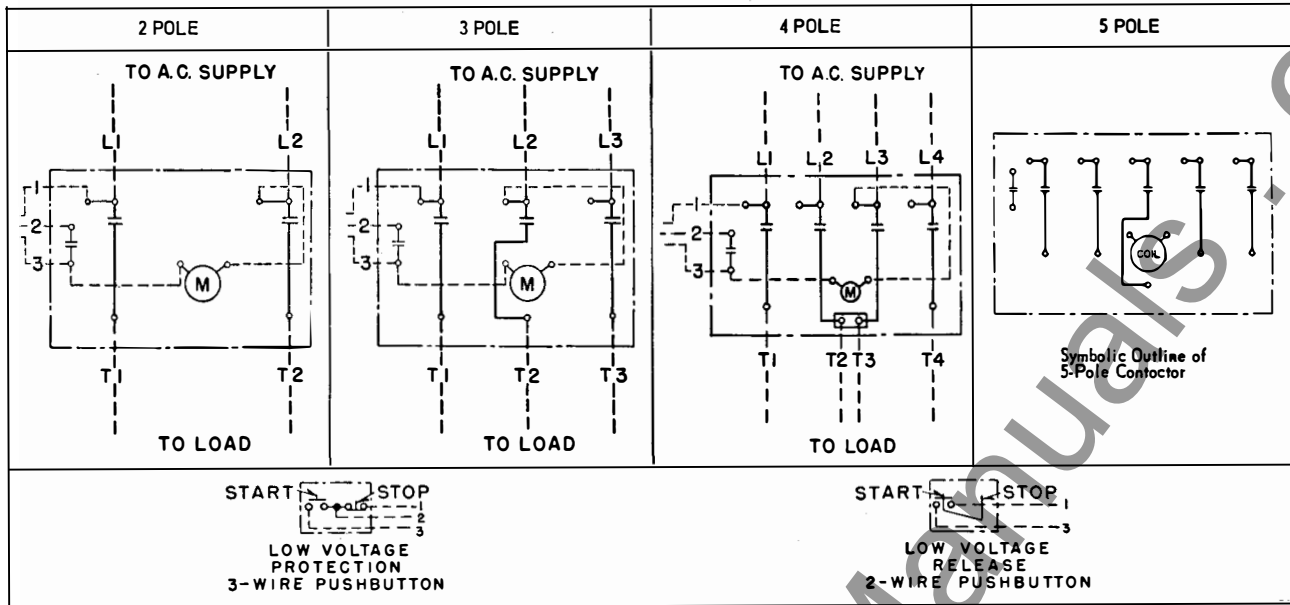 2 POLE
3 POLE
4 POLE
5 POLE
TO A.C. SUPPLY
L1 L2
1
2
3
M
T1 T2
TO LOAD
TO A.C. SUPPLY
L1 L2 L3
1
2
3
M
T1 T2 T3
TO LOAD
TO A.C. SUPPLY
L1 L2 L3 L4
1
2
3
M
T1 T2 T3 T4
TO LOAD
COIL
Symbolic Outline of
5-Pole Contoctor
START STOP
1
2
3
LOW VOLTAGE
PROTECTION
3-WIRE PUSHBUTTON
START STOP
1
3
LOW VOLTAGE
RELEASE
2-WIRE PUSHBUTTON
Manuals.